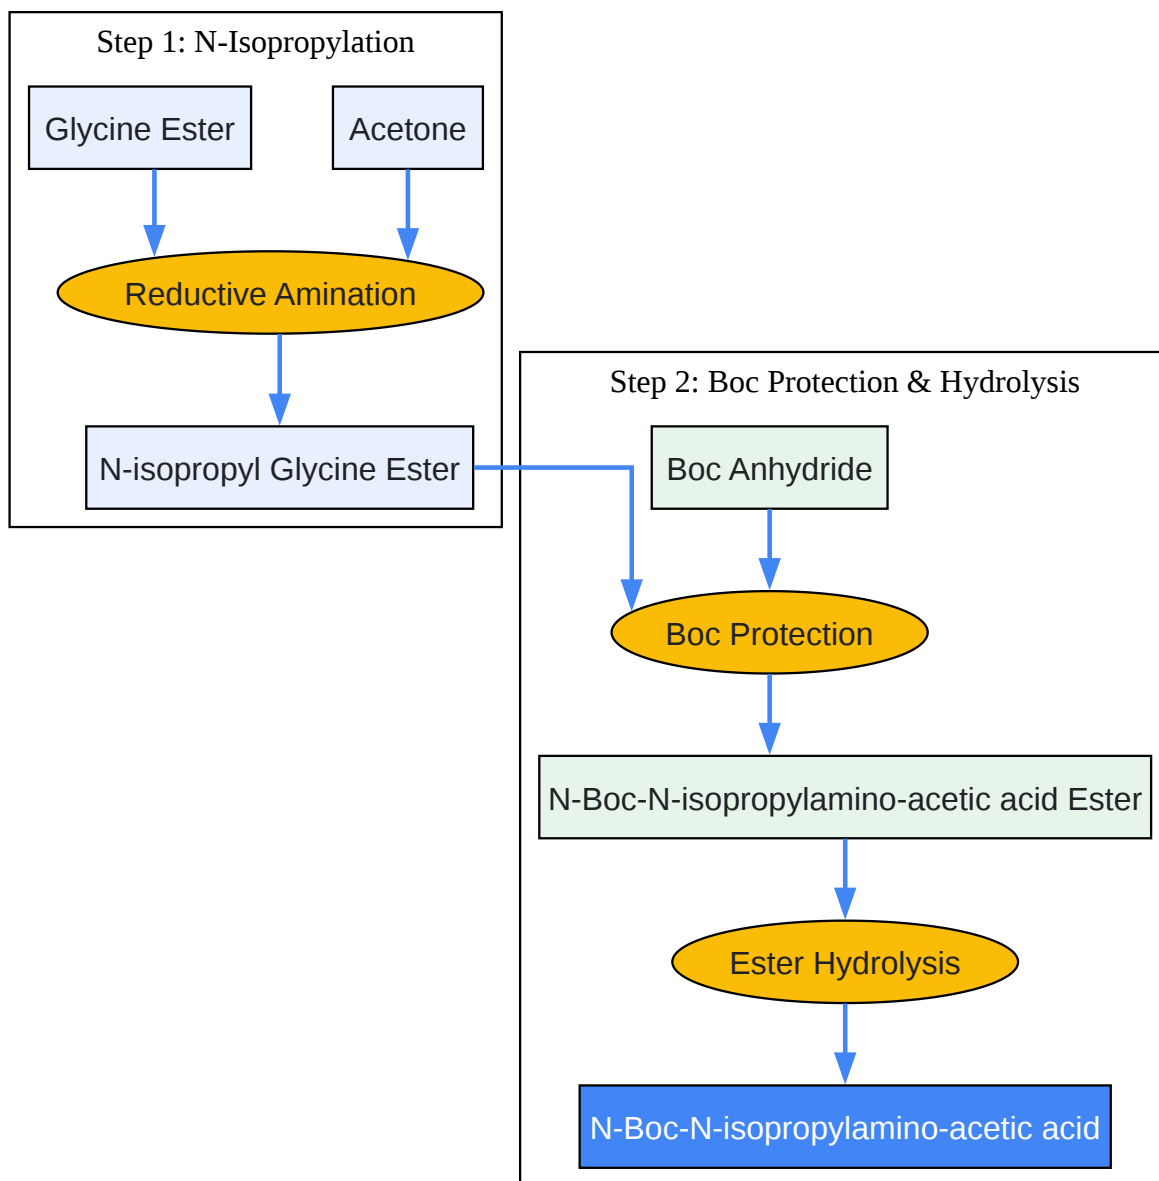 Step 1: N-Isopropylation
Glycine Ester
Acetone
Reductive Amination
N-isopropyl Glycine Ester
Step 2: Boc Protection & Hydrolysis
Boc Anhydride
Boc Protection
N-Boc-N-isopropylamino-acetic acid Ester
Ester Hydrolysis
N-Boc-N-isopropylamino-acetic acid